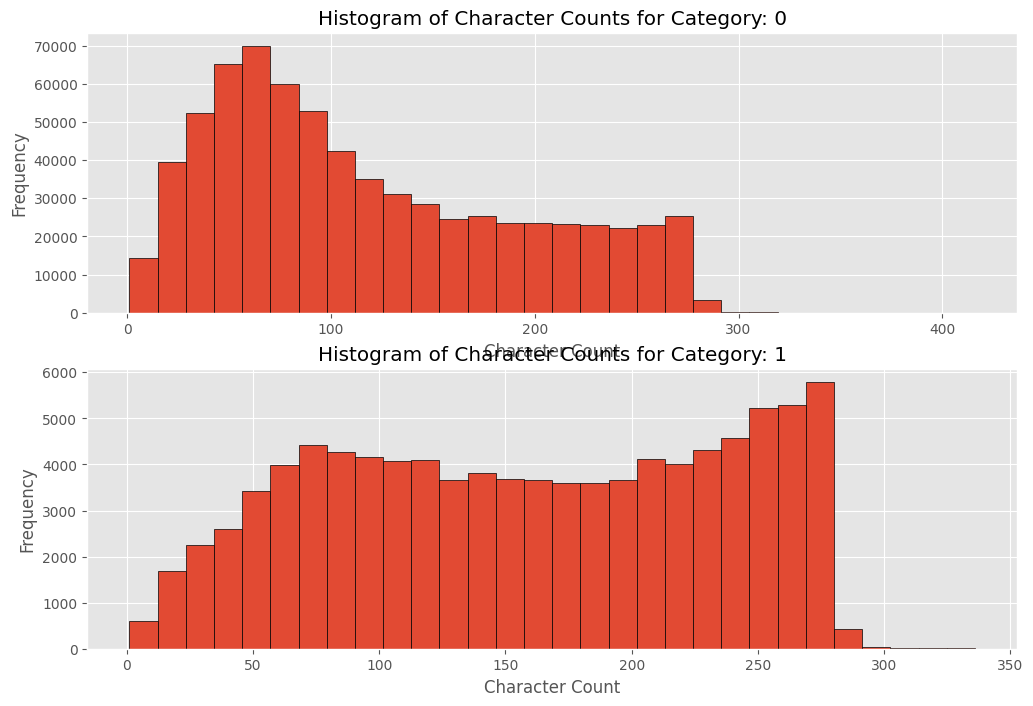 Histogram of Character Counts for Category: 0
Frequency
70000
60000
50000
40000
30000
20000
10000
0
0 100 200 300 400
Character Count
Histogram of Character Counts for Category: 1
Frequency
6000
5000
4000
3000
2000
1000
0
0 50 100 150 200 250 300 350
Character Count